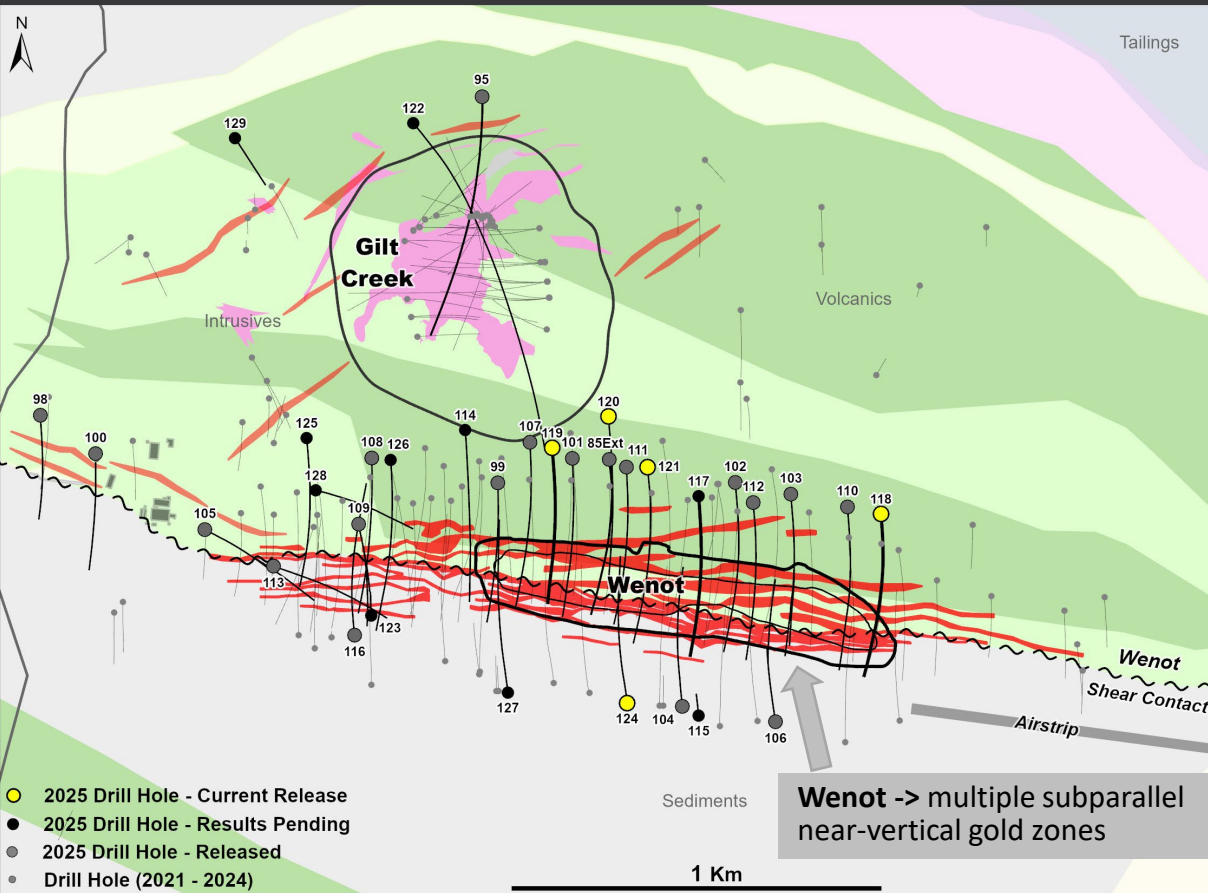 N
Tailings
95
122
129
Gilt
Creek
Volcanics
Intrusives
98
100
125
108
126
114
107
119
101
120
85Ext
111
121
99
117
102
112
103
110
118
128
109
105
113
Wenot
123
116
127
124
104
115
106
Wenot
Shear Contact
Airstrip
Sediments
Wenot -> multiple subparallel
near-vertical gold zones
2025 Drill Hole - Current Release
2025 Drill Hole - Results Pending
2025 Drill Hole - Released
Drill Hole (2021 - 2024)
1 Km